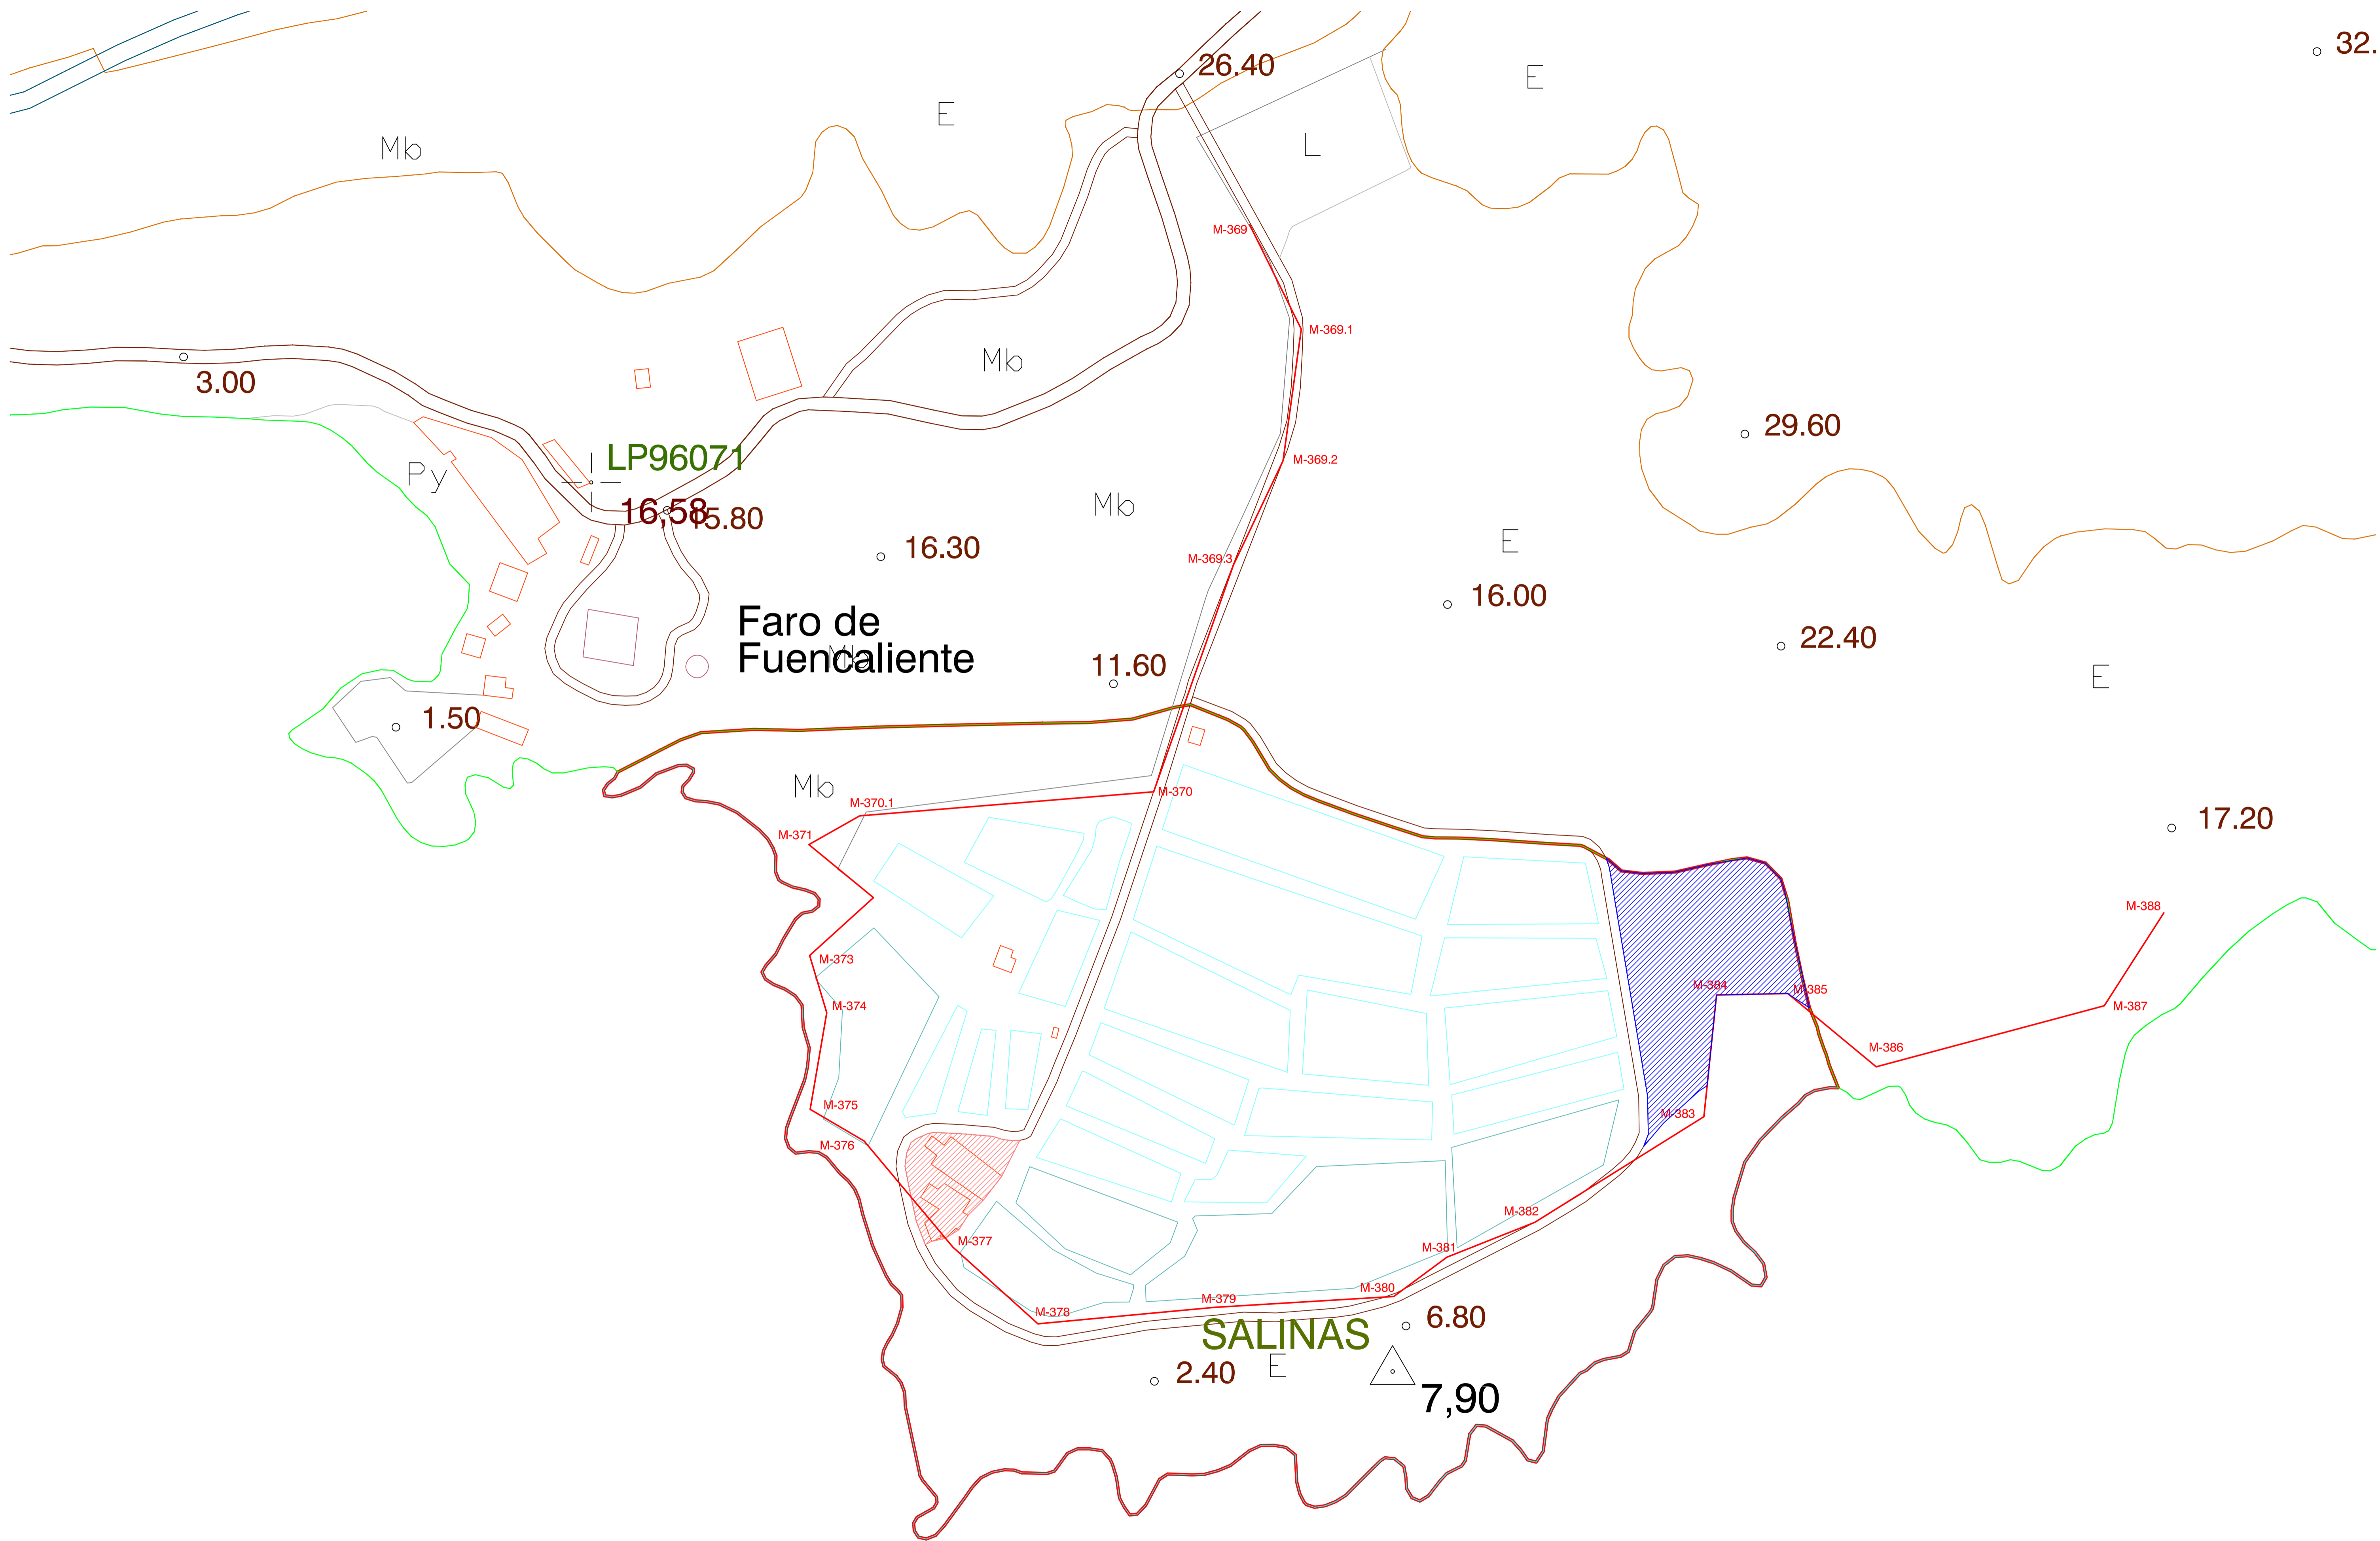 32.
26.40
E
E
Mb
L
M-369
M-369.1
3.00
Mb
29.60
LP96071
M-369.2
Py
16,58
15.80
Mb
16.30
M-369.3
E
16.00
Faro de
Fuencaliente
Mb
11.60
22.40
E
1.50
Mb
M-370
M-370.1
M-371
17.20
M-388
M-373
M-374
M-384
M-385
M-387
M-386
M-375
M-376
M-383
M-382
M-377
M-381
M-380
M-379
M-378
6.80
SALINAS
E
2.40
7,90